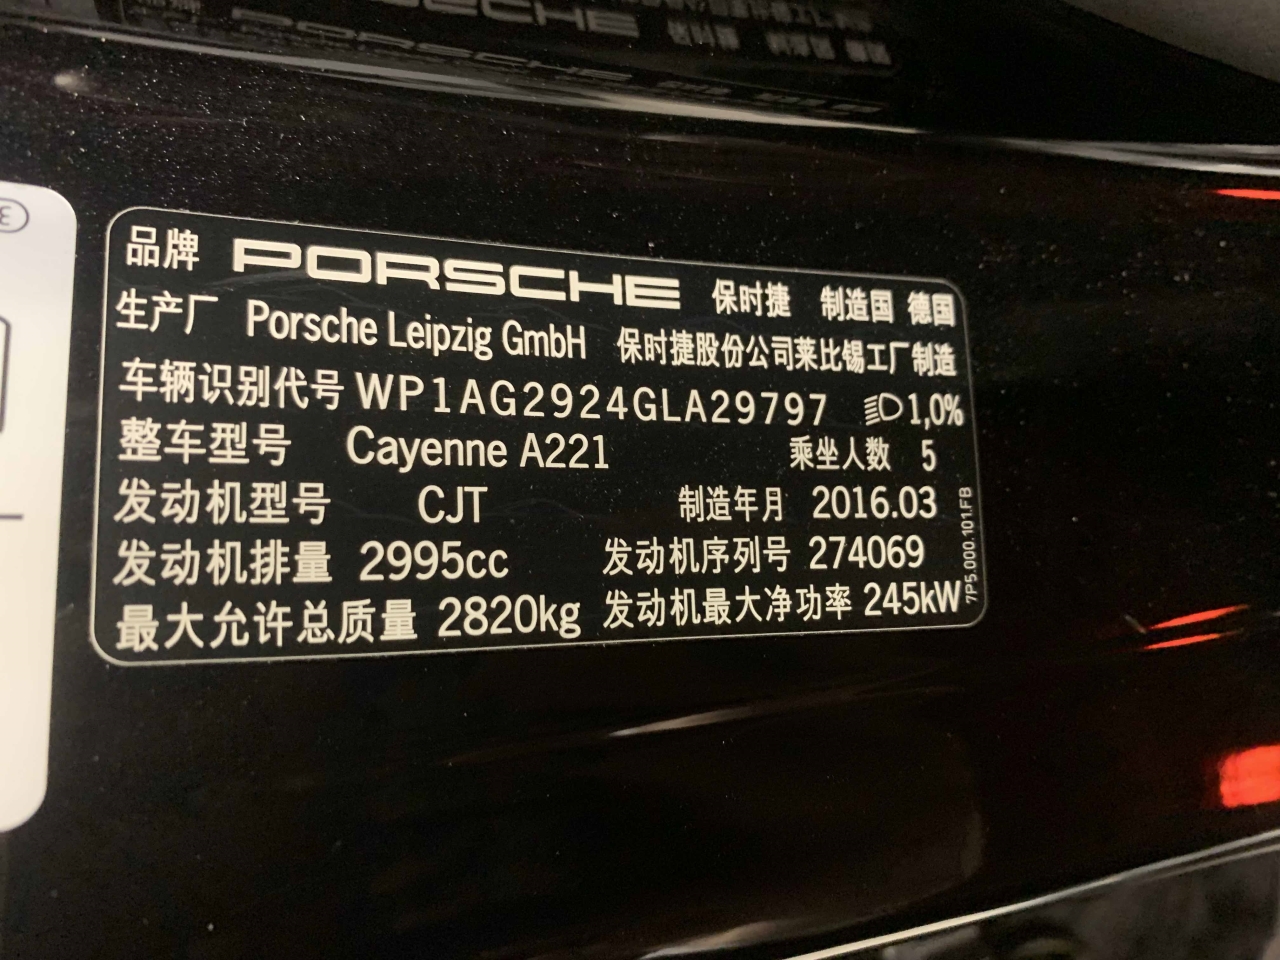 品牌 PORSCHE 保时捷 制造国 德国
生产厂 Porsche Leipzig GmbH 保时捷股份公司莱比锡工厂制造
车辆识别代号 WP1AG2924GLA29797 1,0%
整车型号 Cayenne A221 乘坐人数 5
发动机型号 CJT 制造年月 2016.03
发动机排量 2995cc 发动机序列号 274069
最大允许总质量 2820kg 发动机最大净功率 245kW
7P5.000.101.FB